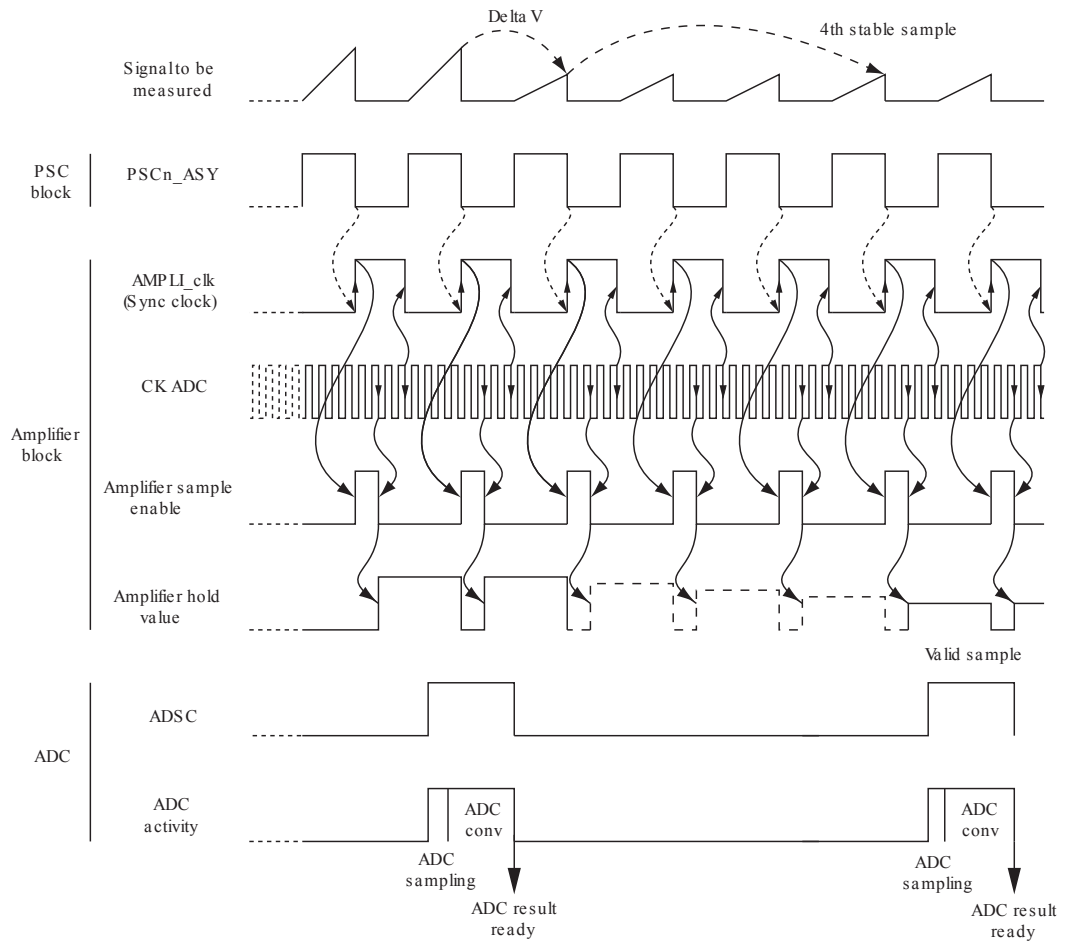 Delta V
4th stable sample
Signal to be
measured
PSC
block
PSCn_ASY
AMPLI_clk
(Sync clock)
CK ADC
Amplifier
block
Amplifier sample
enable
Amplifier hold
value
Valid sample
ADSC
ADC
ADC
activity
ADC
conv
ADC
conv
ADC
sampling
ADC
sampling
ADC result
ready
ADC result
ready